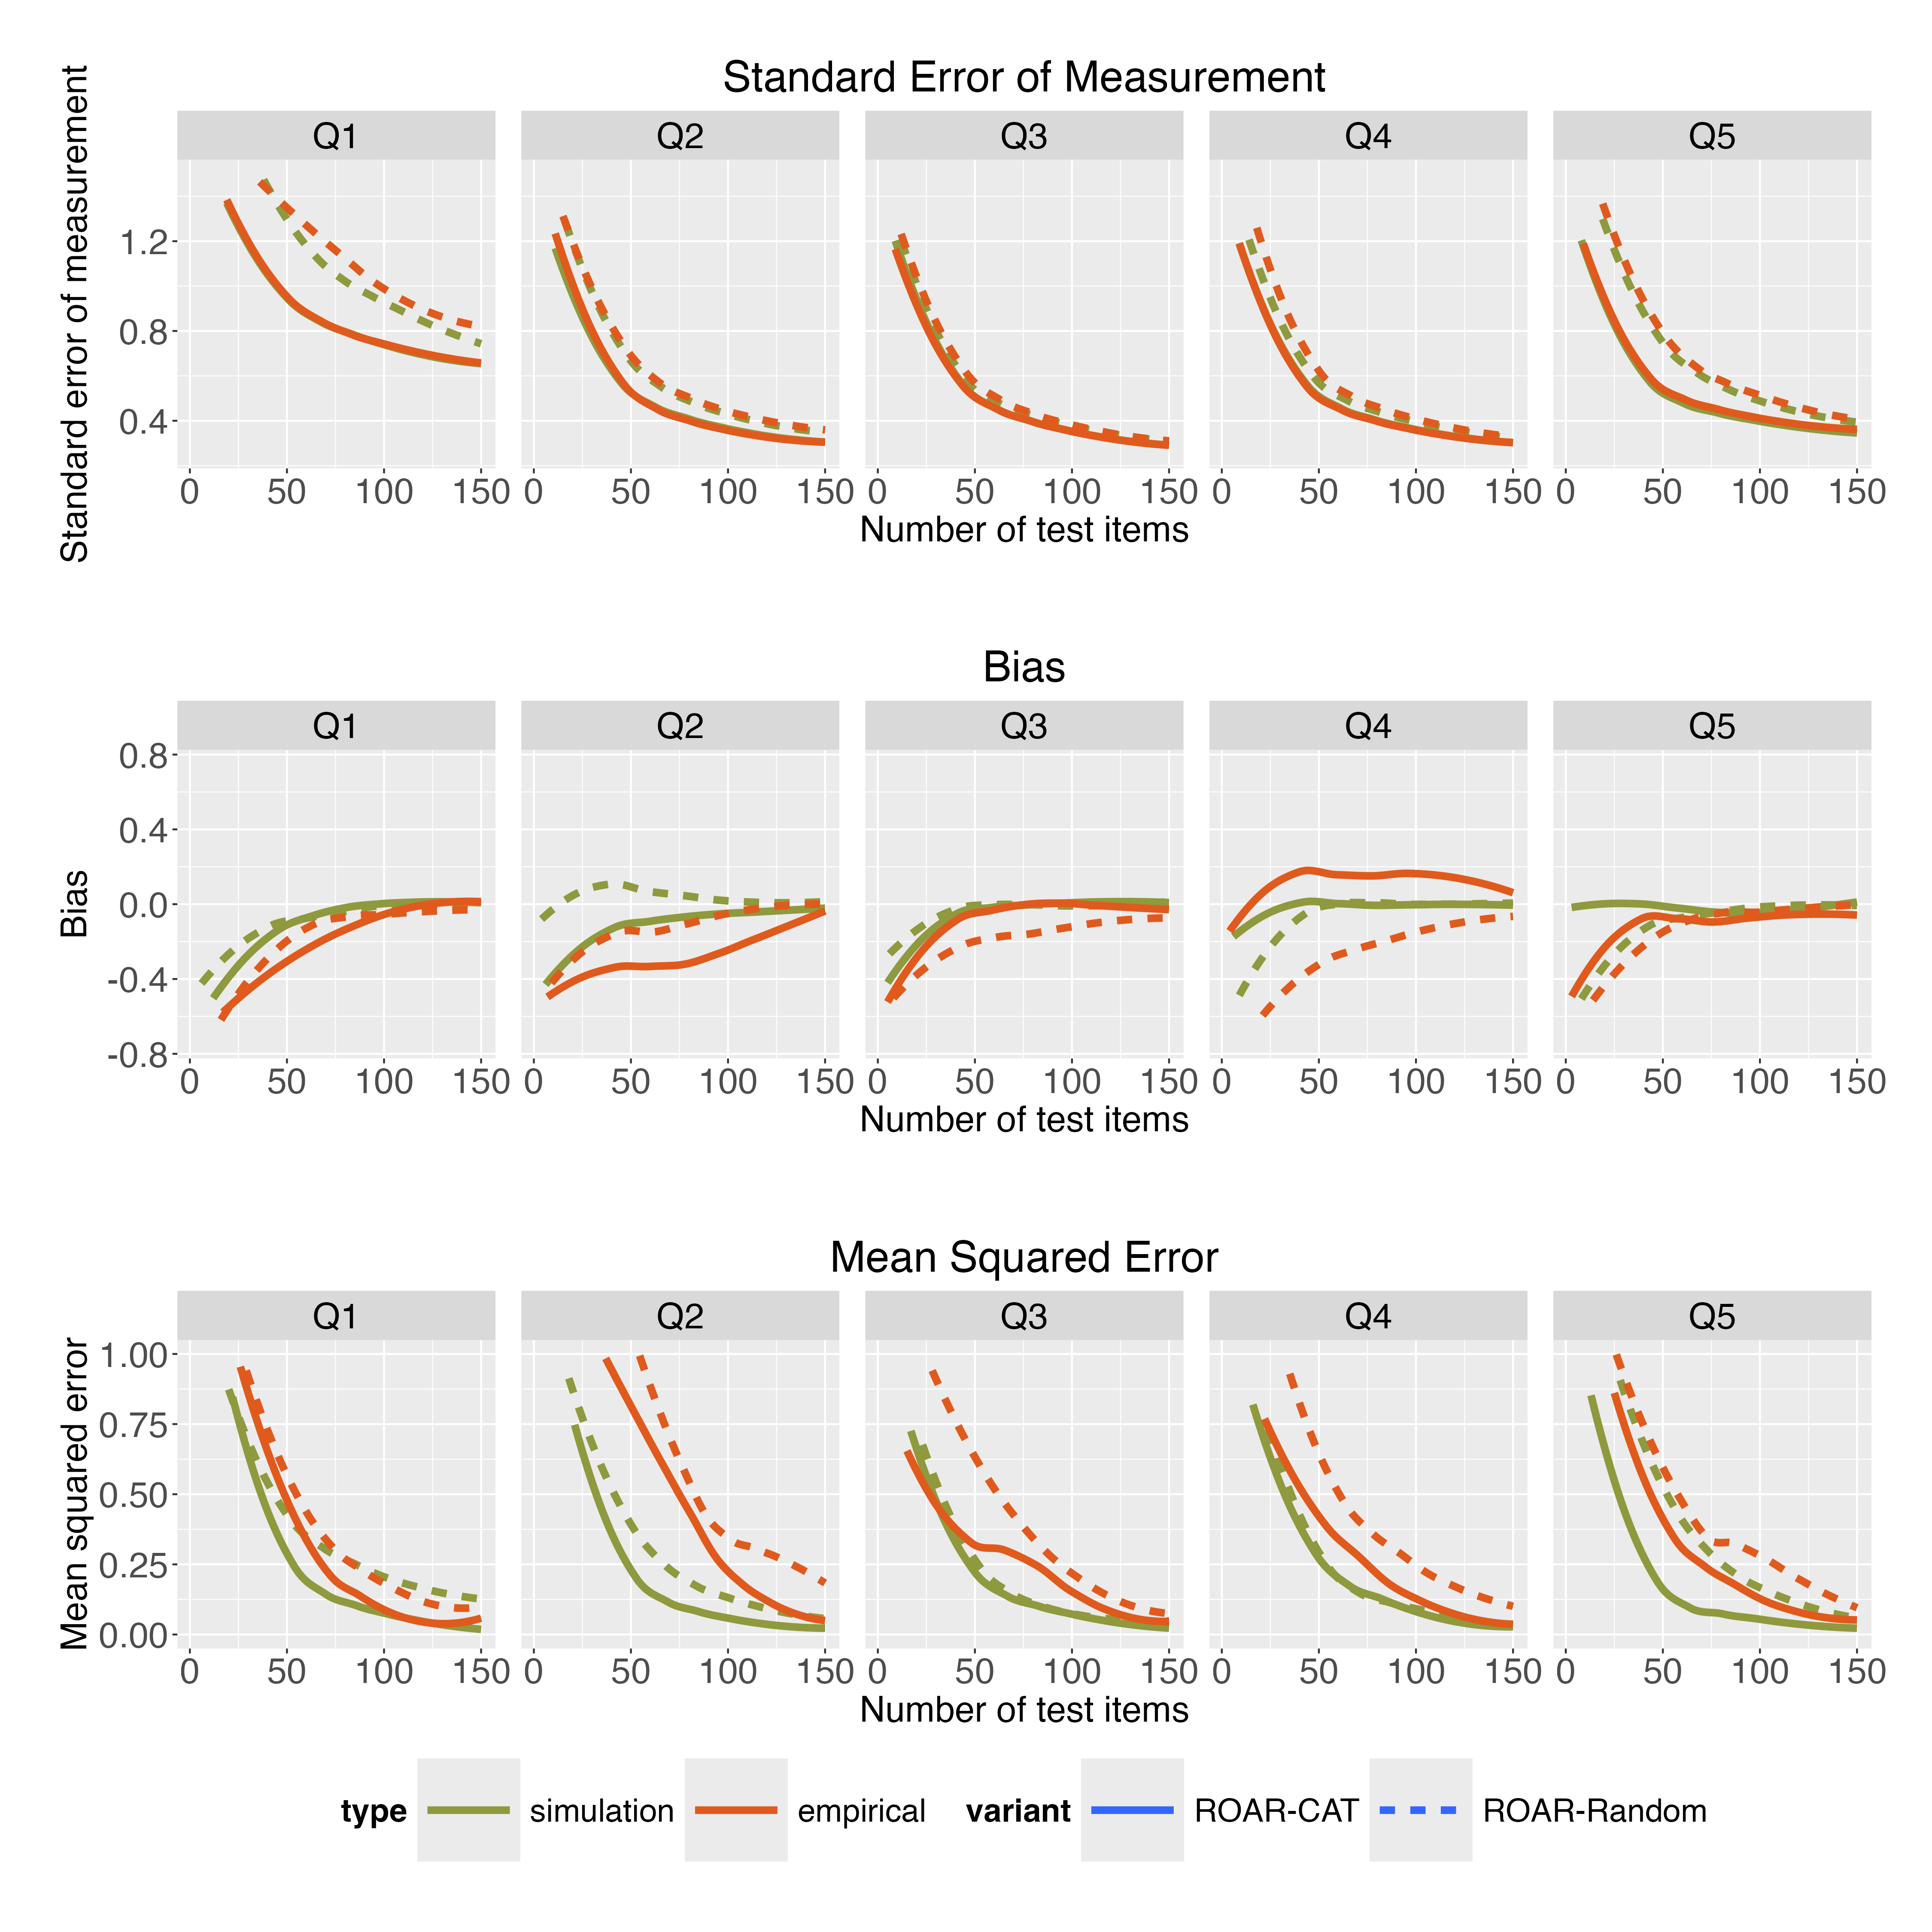 Standard Error of Measurement
Q1 Q2 Q3 Q4 Q5
Standard error of measurement
1.2
0.8
0.4
0 50 100 150 0 50 100 150 0 50 100 150 0 50 100 150 0 50 100 150
Number of test items
Bias
Q1 Q2 Q3 Q4 Q5
Bias
0.8
0.4
0.0
-0.4
-0.8
0 50 100 150 0 50 100 150 0 50 100 150 0 50 100 150 0 50 100 150
Number of test items
Mean Squared Error
Q1 Q2 Q3 Q4 Q5
Mean squared error
1.00
0.75
0.50
0.25
0.00
0 50 100 150 0 50 100 150 0 50 100 150 0 50 100 150 0 50 100 150
Number of test items
type simulation empirical variant ROAR-CAT ROAR-Random